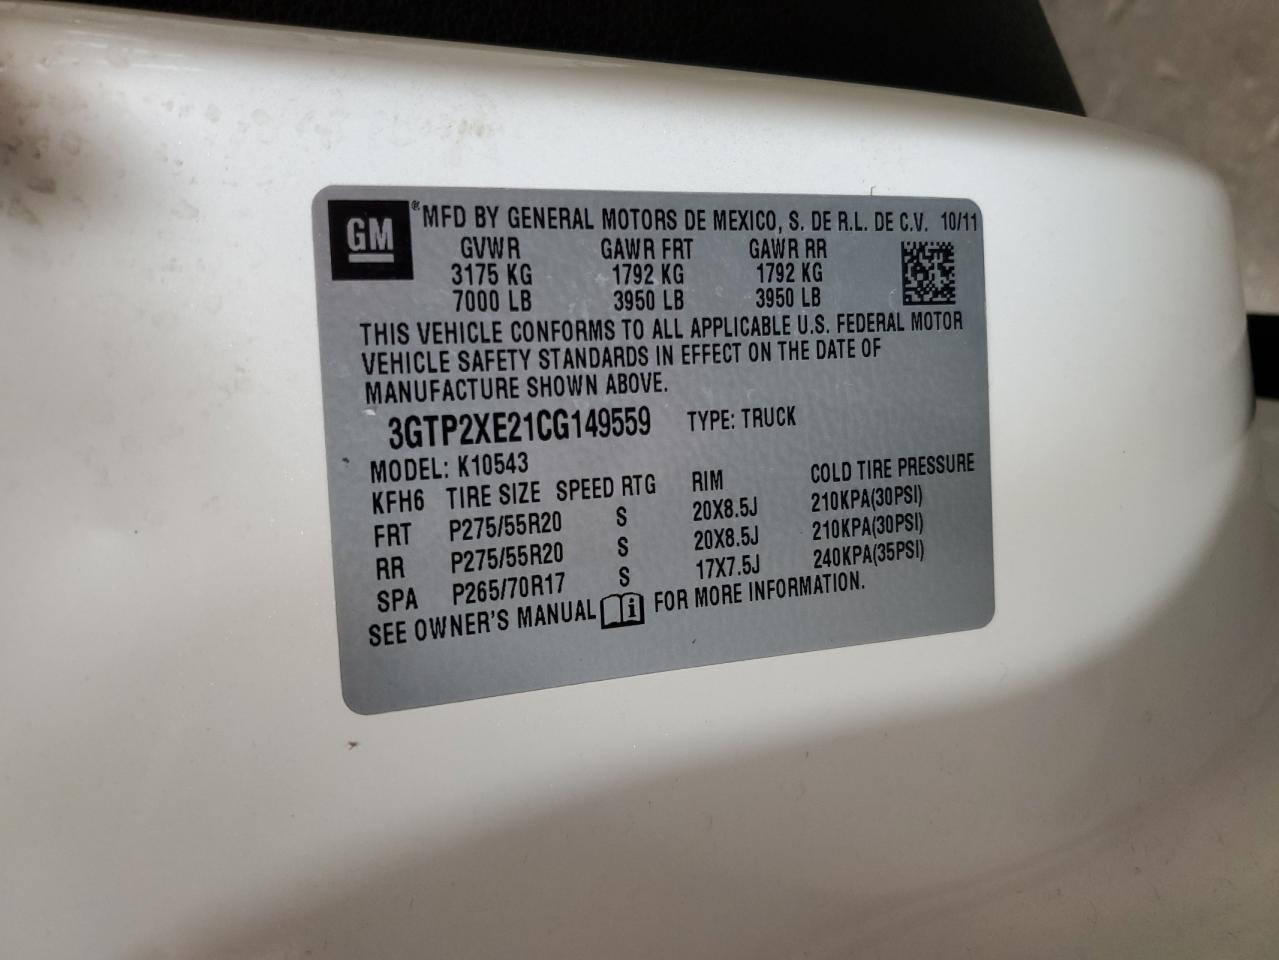 GM ® MFD BY GENERAL MOTORS DE MEXICO, S. DE R.L. DE C.V. 10/11
GVWR GAWR FRT GAWR RR
3175 KG 1792 KG 1792 KG
7000 LB 3950 LB 3950 LB
THIS VEHICLE CONFORMS TO ALL APPLICABLE U.S. FEDERAL MOTOR
VEHICLE SAFETY STANDARDS IN EFFECT ON THE DATE OF
MANUFACTURE SHOWN ABOVE.
3GTP2XE21CG149559 TYPE: TRUCK
MODEL: K10543
KFH6 TIRE SIZE SPEED RTG RIM COLD TIRE PRESSURE
FRT P275/55R20 S 20X8.5J 210KPA(30PSI)
RR P275/55R20 S 20X8.5J 210KPA(30PSI)
SPA P265/70R17 S 17X7.5J 240KPA(35PSI)
SEE OWNER'S MANUAL i FOR MORE INFORMATION.